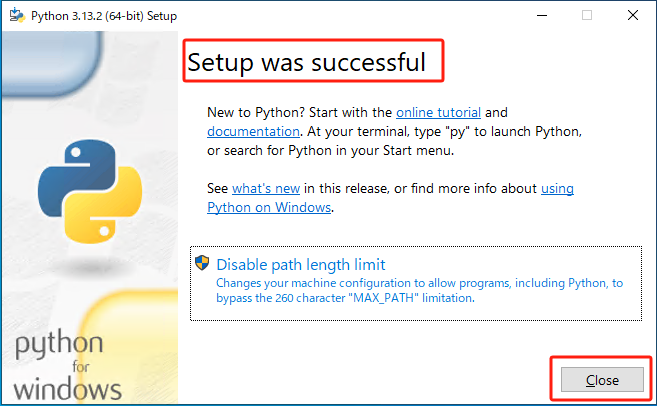 Python 3.13.2 (64-bit) Setup
Setup was successful
New to Python? Start with the online tutorial and
documentation. At your terminal, type "py" to launch Python,
or search for Python in your Start menu.
See what's new in this release, or find more info about using
Python on Windows.
Disable path length limit
Changes your machine configuration to allow programs, including Python, to
bypass the 260 character "MAX_PATH" limitation.
python
for
windows
Close